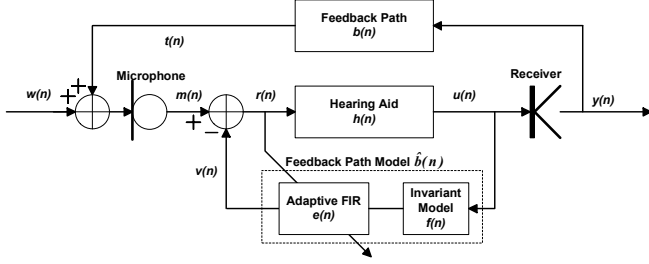 Feedback Path
b(n)
t(n)
Microphone
Receiver
w(n)
+
+
m(n)
+
−
r(n)
Hearing Aid
h(n)
u(n)
y(n)
v(n)
Feedback Path Model b̂(n)
Adaptive FIR
e(n)
Invariant
Model
f(n)